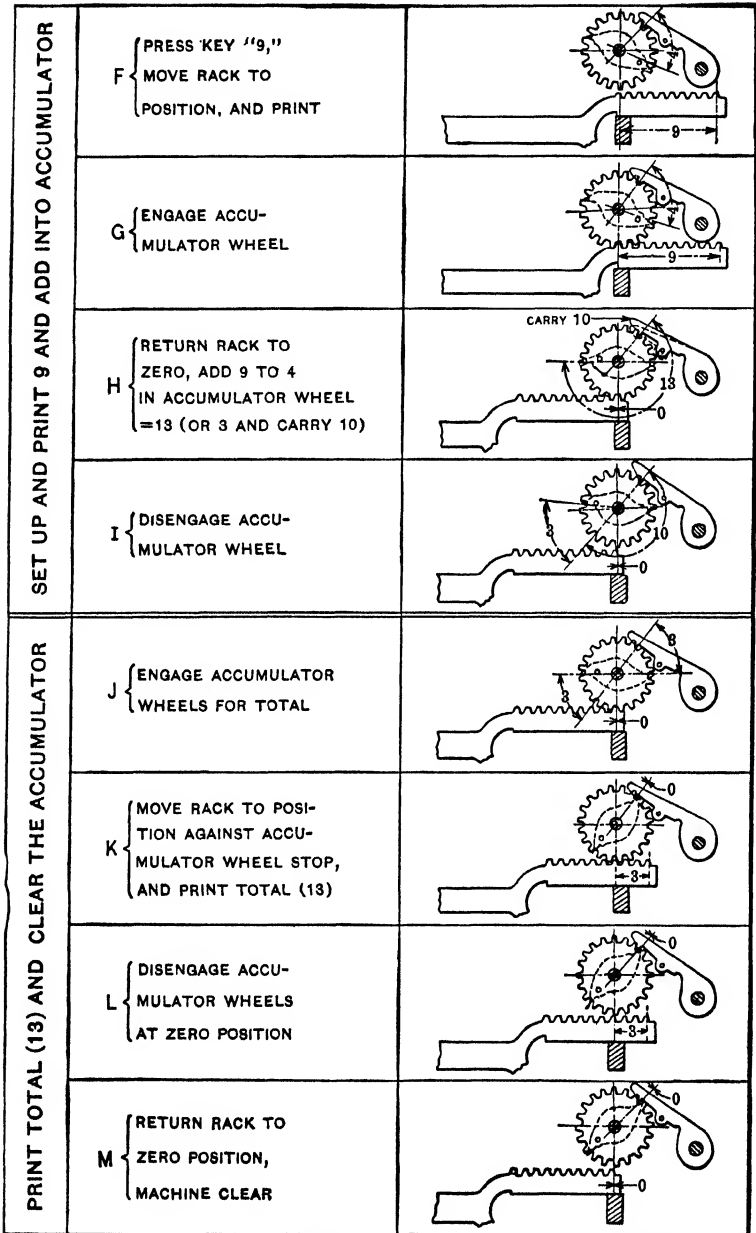 SET UP AND PRINT 9 AND ADD INTO ACCUMULATOR
F
PRESS KEY "9,"
MOVE RACK TO
POSITION, AND PRINT
4
9
G
ENGAGE ACCU-
MULATOR WHEEL
4
9
H
RETURN RACK TO
ZERO, ADD 9 TO 4
IN ACCUMULATOR WHEEL
=13 (OR 3 AND CARRY 10)
CARRY 10
13
0
I
DISENGAGE ACCU-
MULATOR WHEEL
3
10
0
PRINT TOTAL (13) AND CLEAR THE ACCUMULATOR
J
ENGAGE ACCUMULATOR
WHEELS FOR TOTAL
3
3
0
K
MOVE RACK TO POSI-
TION AGAINST ACCU-
MULATOR WHEEL STOP,
AND PRINT TOTAL (13)
0
3
L
DISENGAGE ACCU-
MULATOR WHEELS
AT ZERO POSITION
0
3
M
RETURN RACK TO
ZERO POSITION,
MACHINE CLEAR
0
0